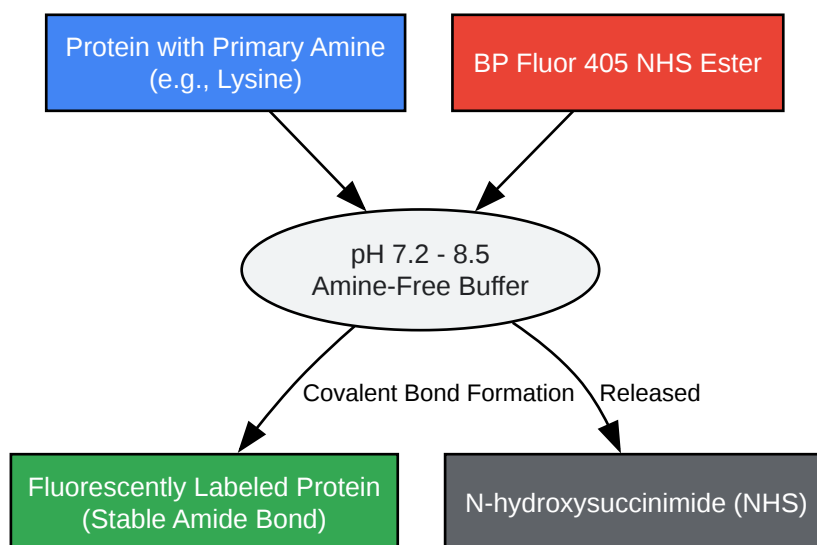 Protein with Primary Amine
(e.g., Lysine)
BP Fluor 405 NHS Ester
pH 7.2 - 8.5
Amine-Free Buffer
Covalent Bond Formation
Released
Fluorescently Labeled Protein
(Stable Amide Bond)
N-hydroxysuccinimide (NHS)